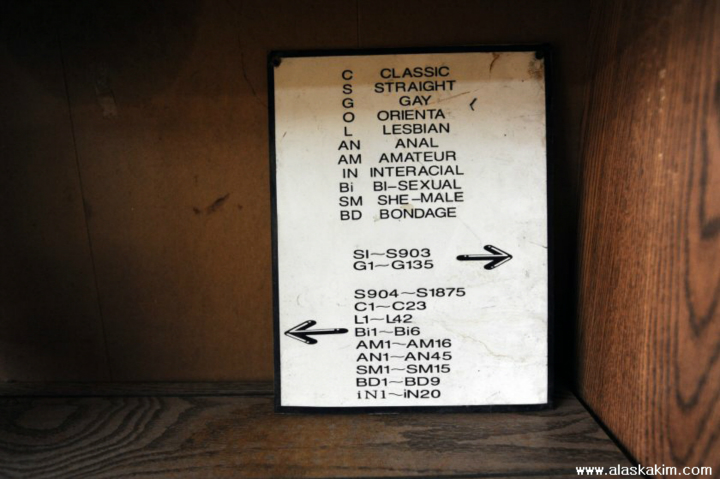 C CLASSIC
S STRAIGHT
G GAY
O ORIENTA
L LESBIAN
AN ANAL
AM AMATEUR
IN INTERACIAL
Bi BI-SEXUAL
SM SHE-MALE
BD BONDAGE
SI~S903
G1~G135
S904~S1875
C1~C23
L1~L42
Bi1~Bi6
AM1~AM16
AN1~AN45
SM1~SM15
BD1~BD9
iN1~iN20
www.alaskakim.com